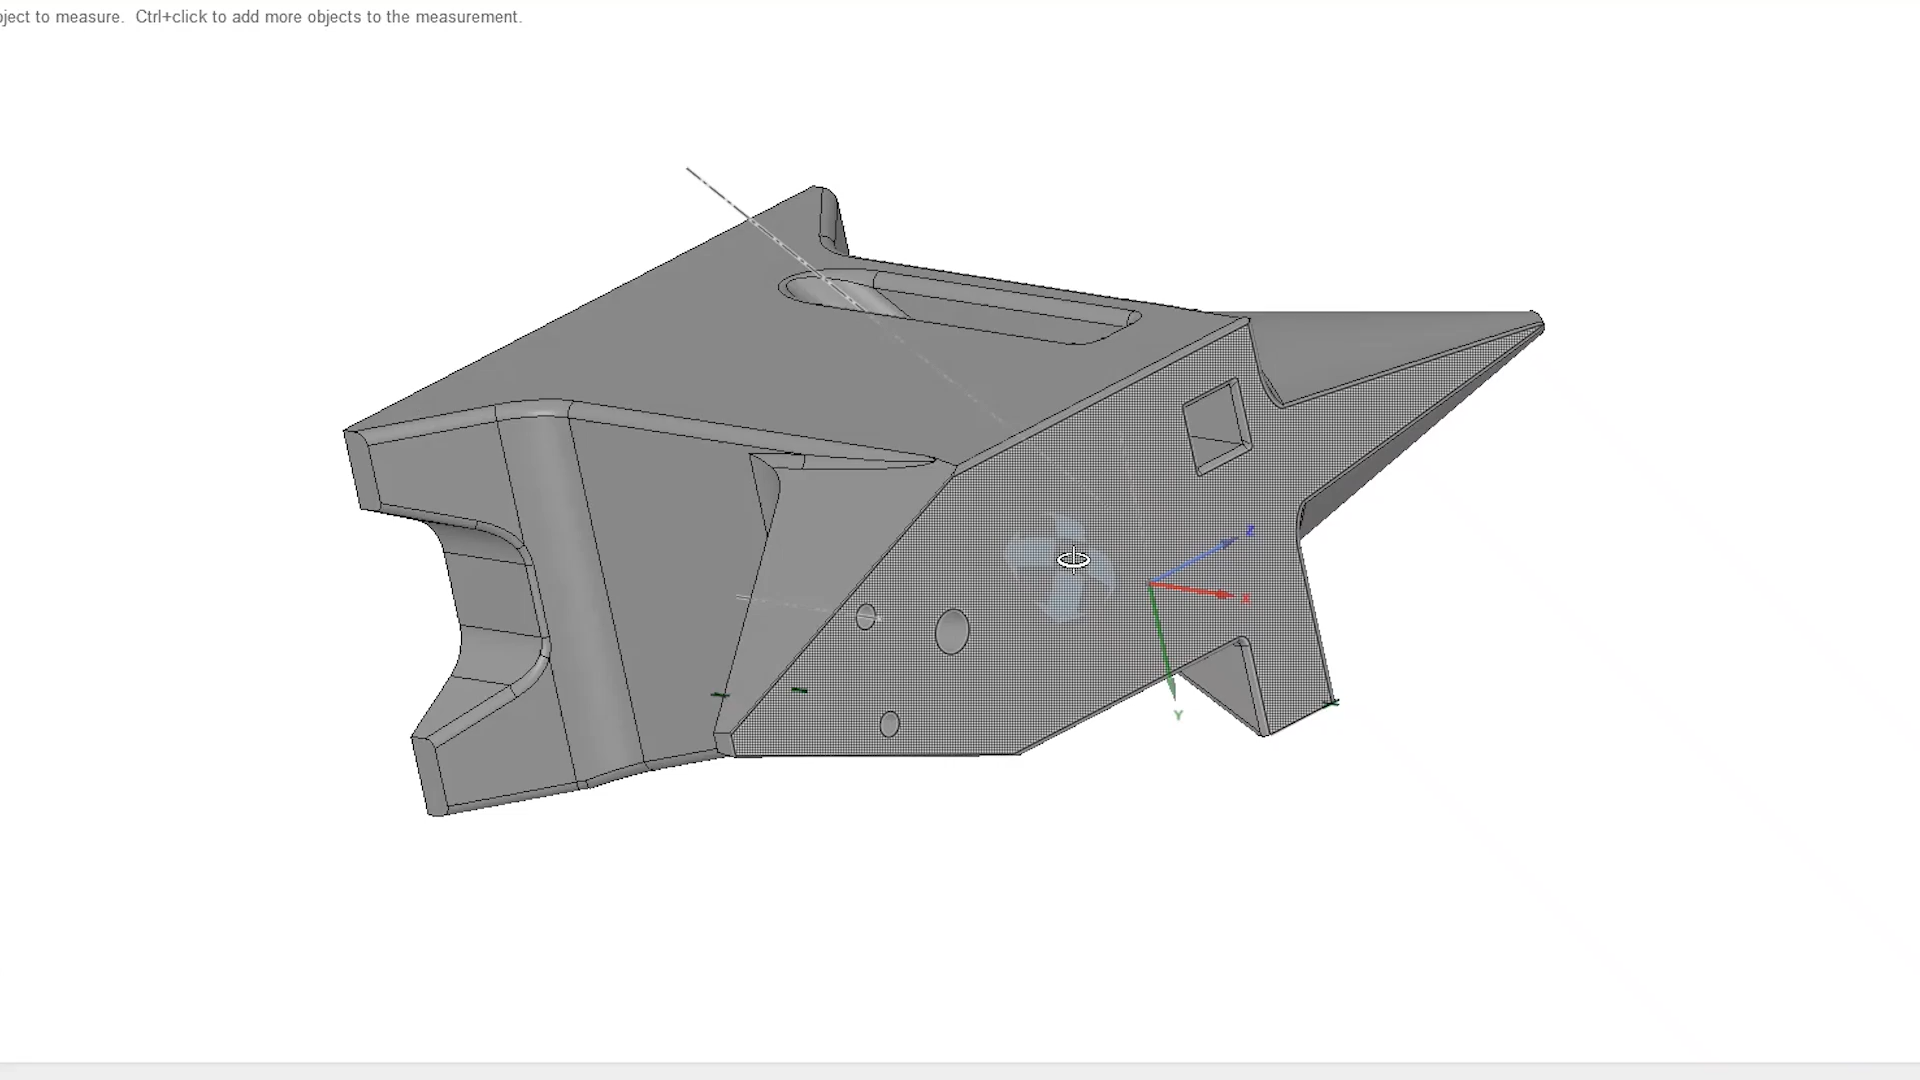 ject to measure.  Ctrl+click to add more objects to the measurement.
Z
X
Y